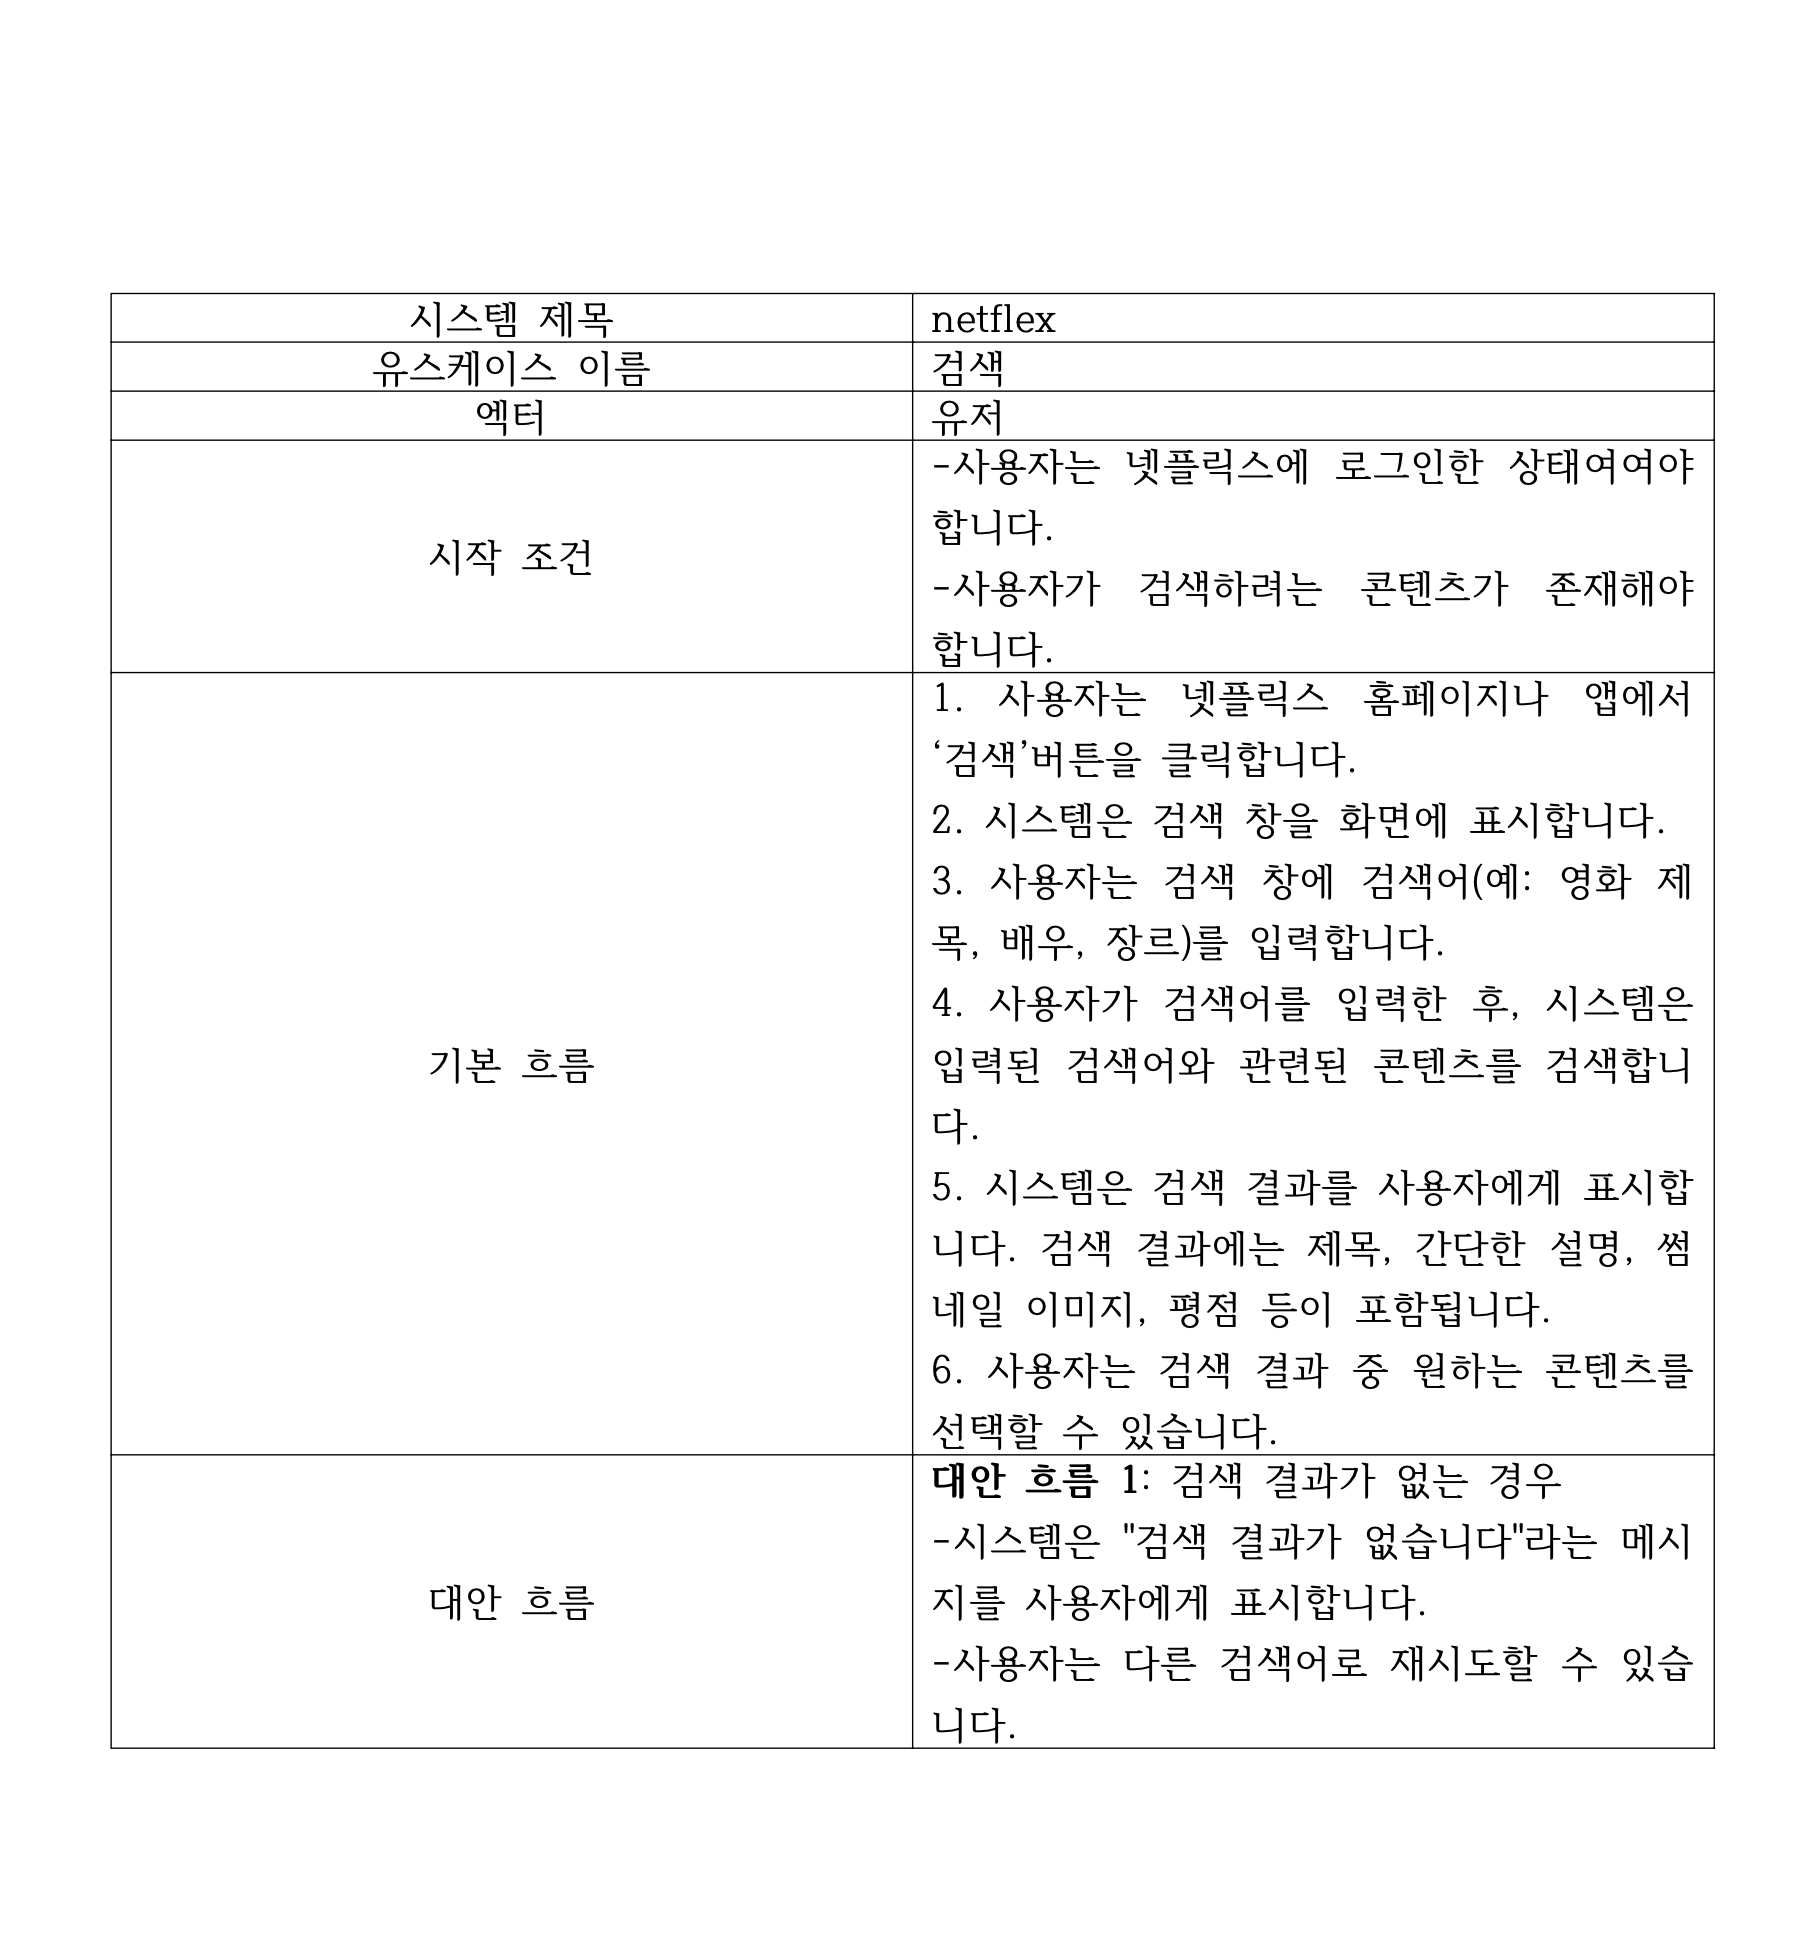 시스템 제목
netflex
유스케이스 이름
검색
엑터
유저
시작 조건
-사용자는 넷플릭스에 로그인한 상태여여야
합니다.
-사용자가 검색하려는 콘텐츠가 존재해야
합니다.
기본 흐름
1. 사용자는 넷플릭스 홈페이지나 앱에서
‘검색’버튼을 클릭합니다.
2. 시스템은 검색 창을 화면에 표시합니다.
3. 사용자는 검색 창에 검색어(예: 영화 제
목, 배우, 장르)를 입력합니다.
4. 사용자가 검색어를 입력한 후, 시스템은
입력된 검색어와 관련된 콘텐츠를 검색합니
다.
5. 시스템은 검색 결과를 사용자에게 표시합
니다. 검색 결과에는 제목, 간단한 설명, 썸
네일 이미지, 평점 등이 포함됩니다.
6. 사용자는 검색 결과 중 원하는 콘텐츠를
선택할 수 있습니다.
대안 흐름
대안 흐름 1: 검색 결과가 없는 경우
-시스템은 "검색 결과가 없습니다"라는 메시
지를 사용자에게 표시합니다.
-사용자는 다른 검색어로 재시도할 수 있습
니다.